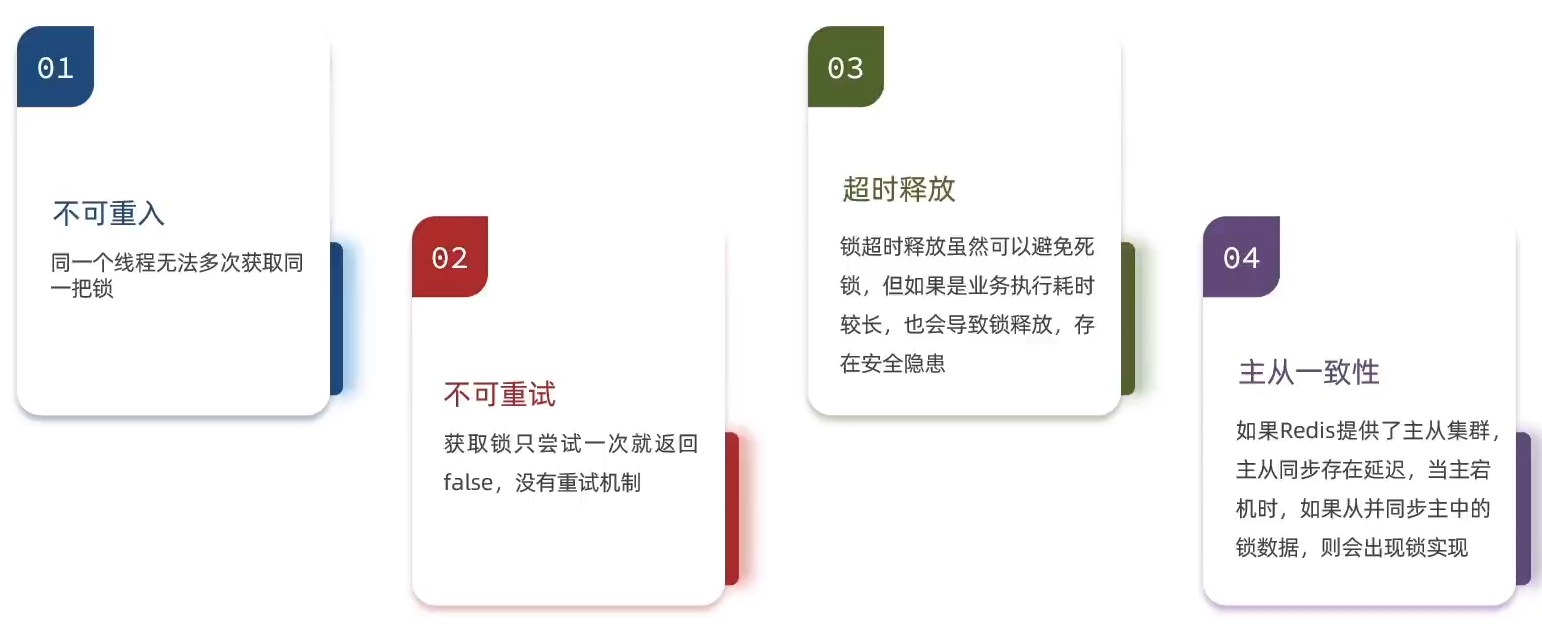 01
不可重入
同一个线程无法多次获取同
一把锁
02
不可重试
获取锁只尝试一次就返回
false，没有重试机制
03
超时释放
锁超时释放虽然可以避免死
锁，但如果是业务执行耗时
较长，也会导致锁释放，存
在安全隐患
04
主从一致性
如果Redis提供了主从集群，
主从同步存在延迟，当主宕
机时，如果从并同步主中的
锁数据，则会出现锁实现